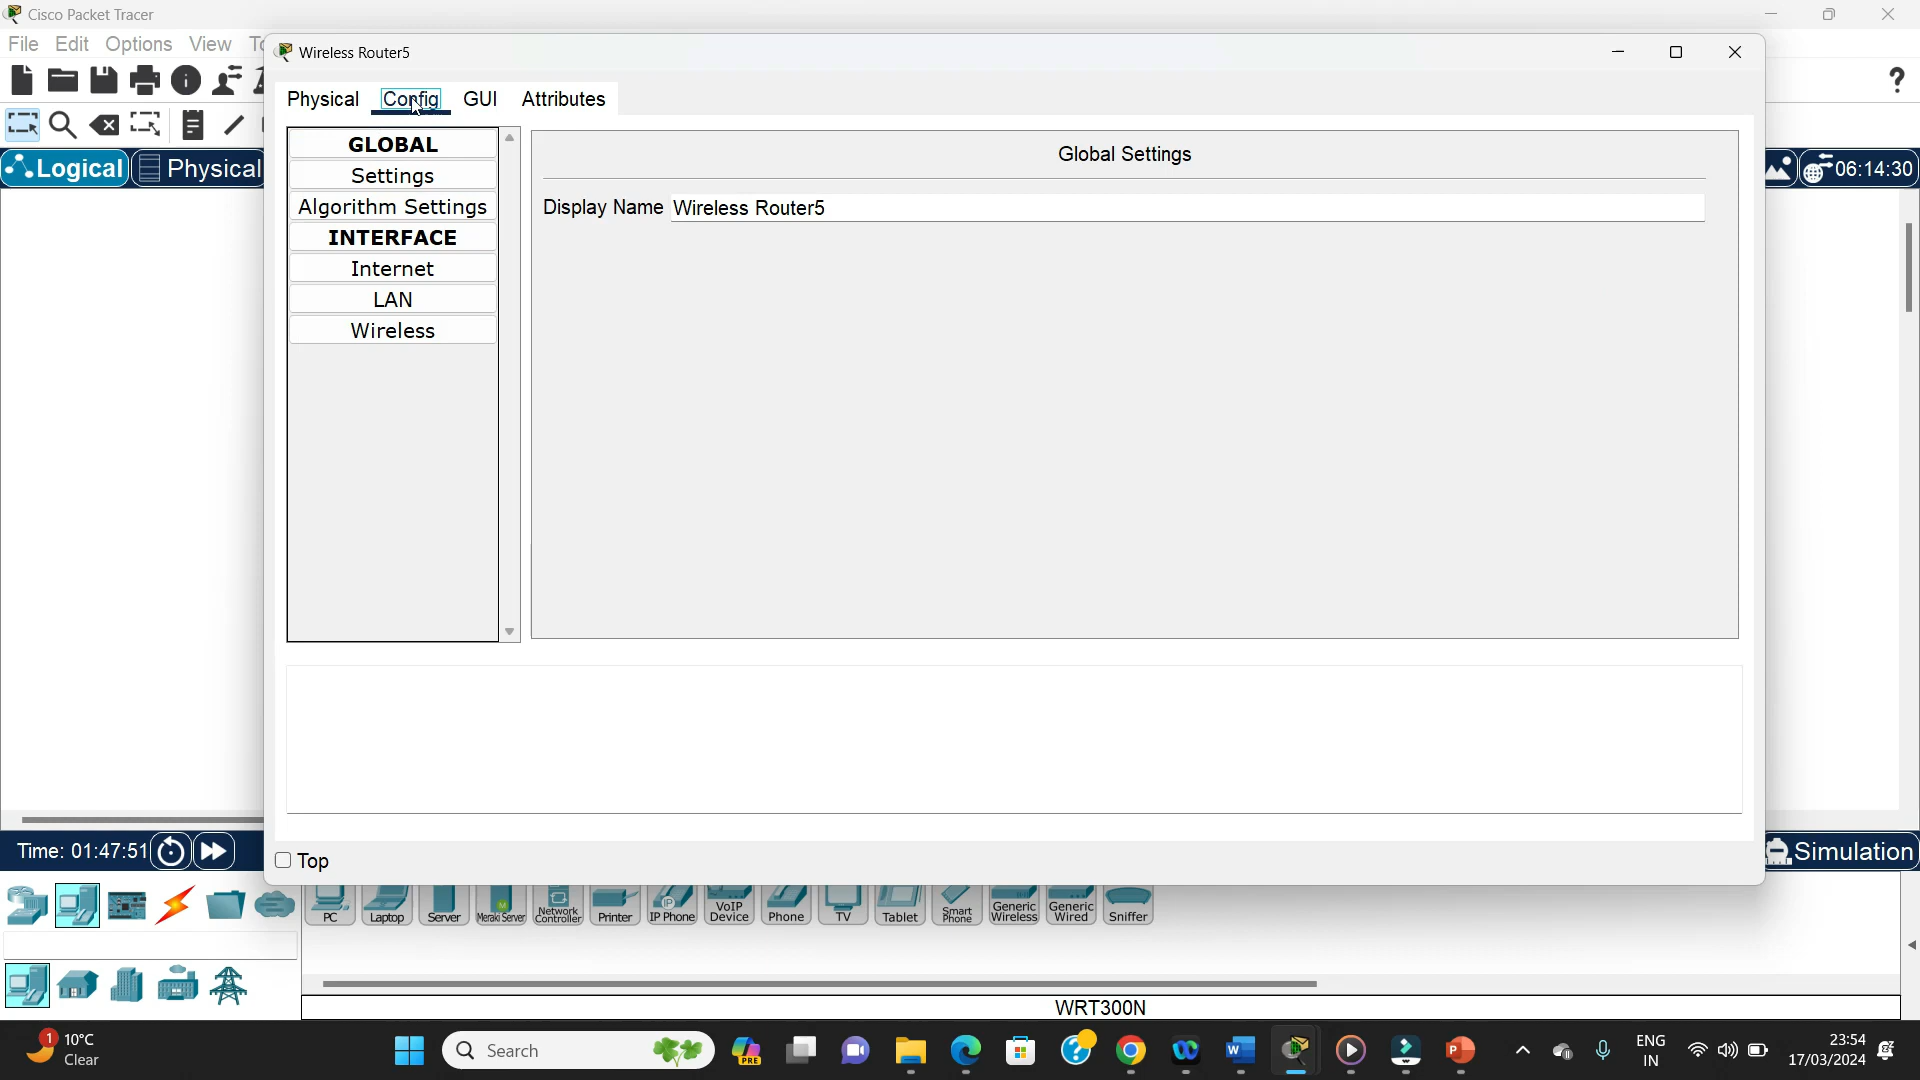 Cisco Packet Tracer
File Edit Options View
Wireless Router5
Physical Config GUI Attributes
GLOBAL
Settings
Algorithm Settings
INTERFACE
Internet
LAN
Wireless
Global Settings
Display Name Wireless Router5
?
Logical Physical
06:14:30
Time: 01:47:51
Top
Simulation
PC
Laptop
Server
Meraki Server
Network Controller
Printer
IP Phone
VoIP Device
Phone
TV
Tablet
Smart Phone
Generic Wireless
Generic Wired
Sniffer
WRT300N
1
10°C
Clear
Search
PRE
ENG
IN
23:54
17/03/2024